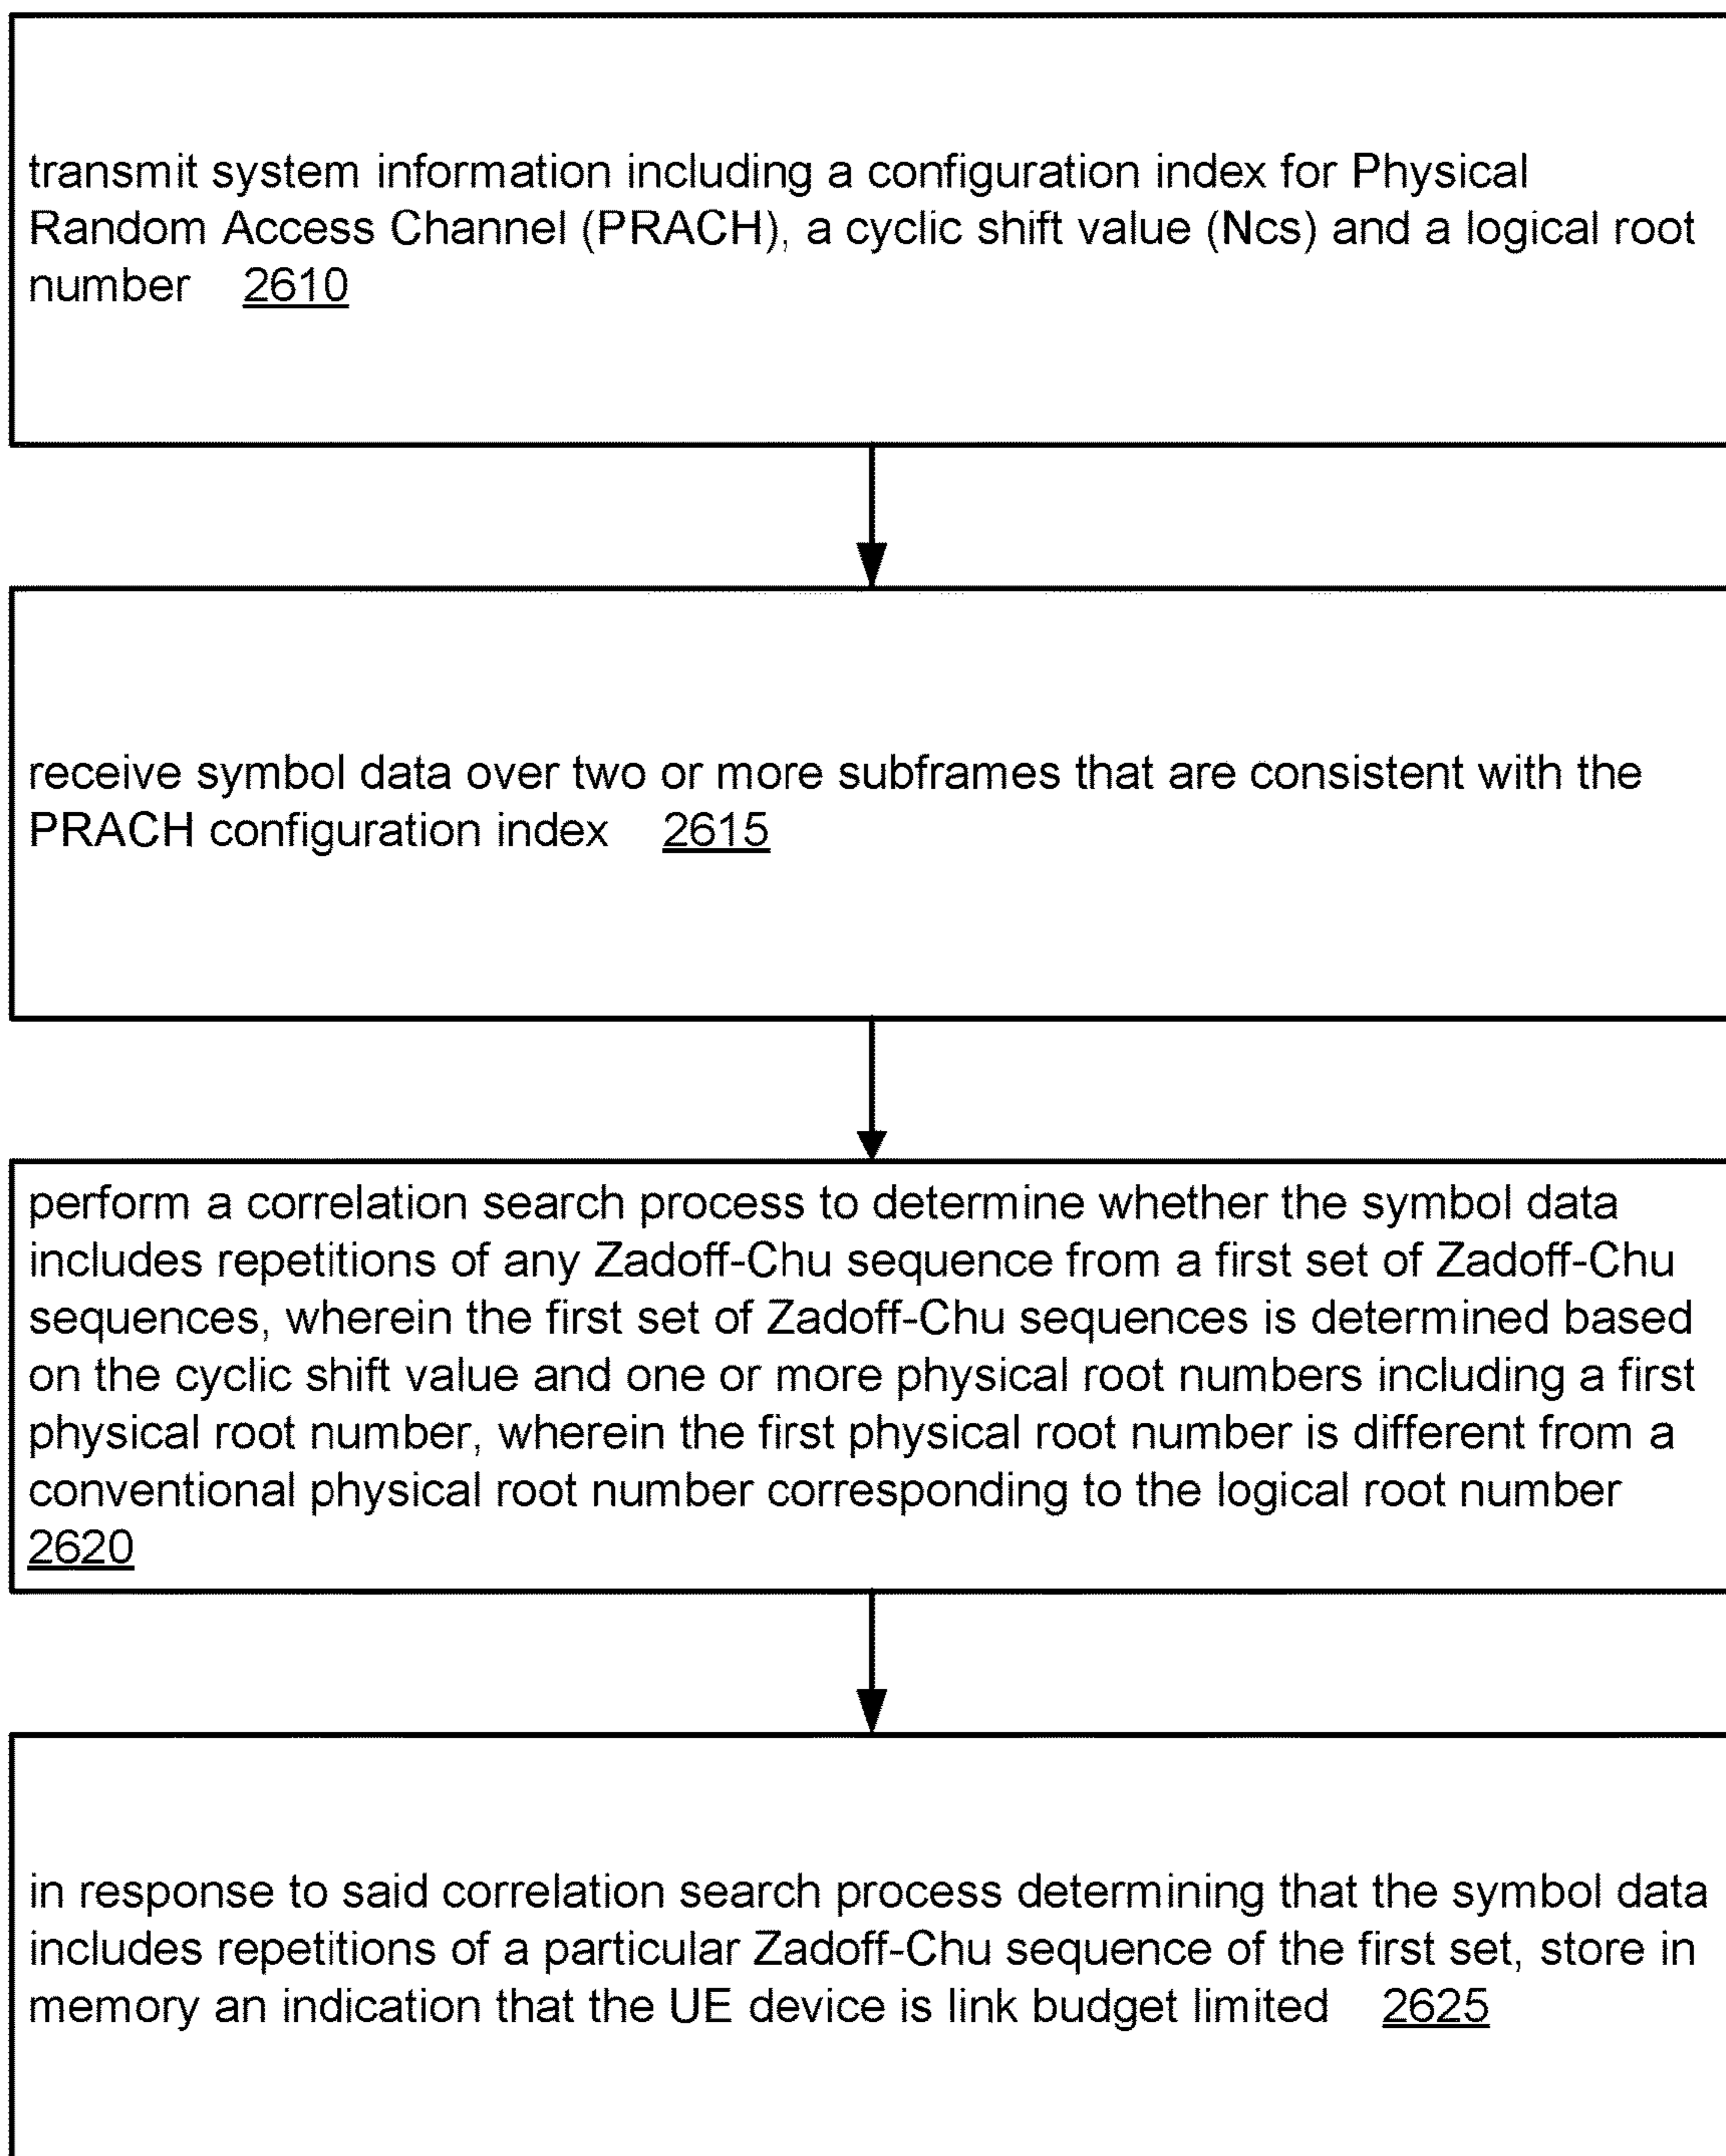 transmit system information including a configuration index for Physical
Random Access Channel (PRACH), a cyclic shift value (Ncs) and a logical root
number 2610
receive symbol data over two or more subframes that are consistent with the
PRACH configuration index 2615
perform a correlation search process to determine whether the symbol data
includes repetitions of any Zadoff-Chu sequence from a first set of Zadoff-Chu
sequences, wherein the first set of Zadoff-Chu sequences is determined based
on the cyclic shift value and one or more physical root numbers including a first
physical root number, wherein the first physical root number is different from a
conventional physical root number corresponding to the logical root number
2620
in response to said correlation search process determining that the symbol data
includes repetitions of a particular Zadoff-Chu sequence of the first set, store in
memory an indication that the UE device is link budget limited 2625